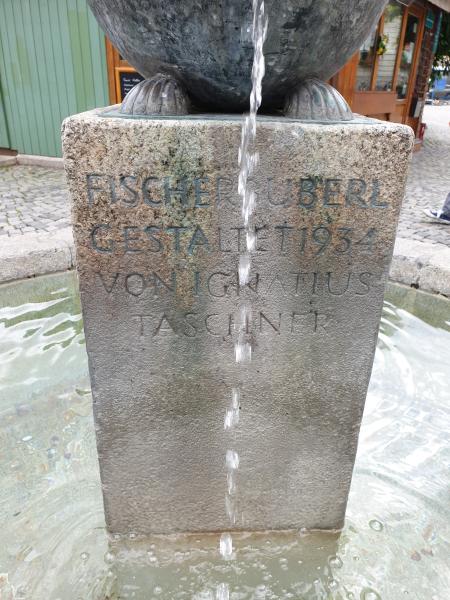 FISCHERBUBERL
GESTALTET 1934
VON IGNATIUS
TASCHNER